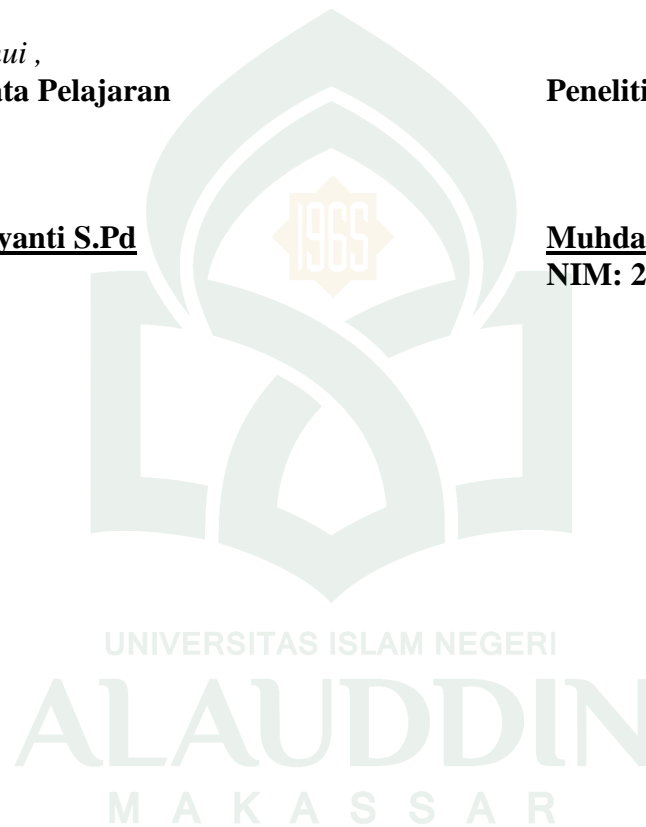 ui ,
ta Pelajaran Peneliti
yanti S.Pd Muhda
NIM: 2
1965
UNIVERSITAS ISLAM NEGERI
ALAUDDIN
M A K A S S A R